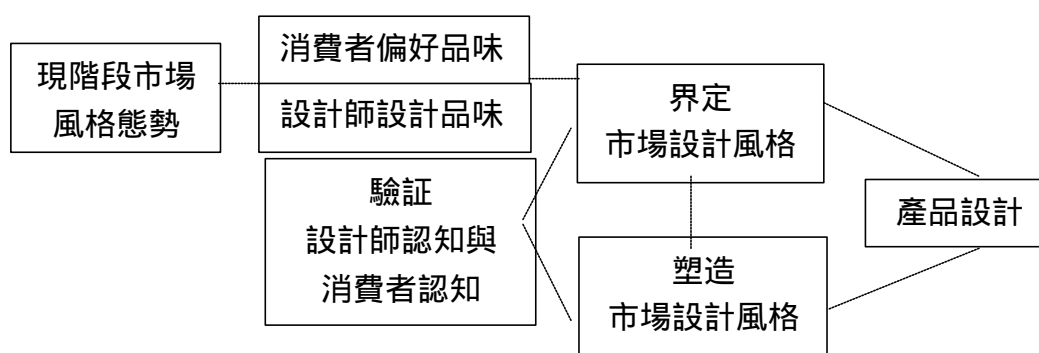 現階段市場
風格態勢
消費者偏好品味
設計師設計品味
驗証
設計師認知與
消費者認知
界定
市場設計風格
塑造
市場設計風格
產品設計